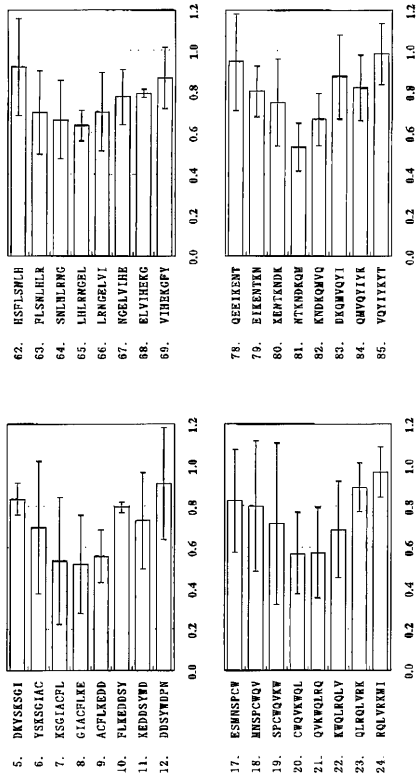 62. HSFLSNLH
63. FLSNLHLR
64. SNLHLRNG
65. LHLRNGEL
66. LRNGELVI
67. NGELVIHE
68. ELVIHEKG
69. VIHEKGFY
0.0 0.2 0.4 0.6 0.8 1.0 1.2
78. QEEIKENT
79. EIKENTKN
80. KENTKNDK
81. NTKNDKQM
82. KNDKQMVQ
83. DKQMVQYI
84. QMVQYIYK
85. VQYIYKYT
0.0 0.2 0.4 0.6 0.8 1.0 1.2
5. DKYSKSGI
6. YSKSGIAC
7. KSGIACFL
8. GIACFLKE
9. ACFLKEDD
10. FLKEDDSY
11. KEDDSYWD
12. DDSYWDPN
0.0 0.2 0.4 0.6 0.8 1.0 1.2
17. ESMNSPCW
18. MNSPCWQV
19. SPCWQVKW
20. CWQVKWQL
21. QVKWQLRQ
22. KWQLRQLV
23. QLRQLVRK
24. RQLVRKWI
0.0 0.2 0.4 0.6 0.8 1.0 1.2